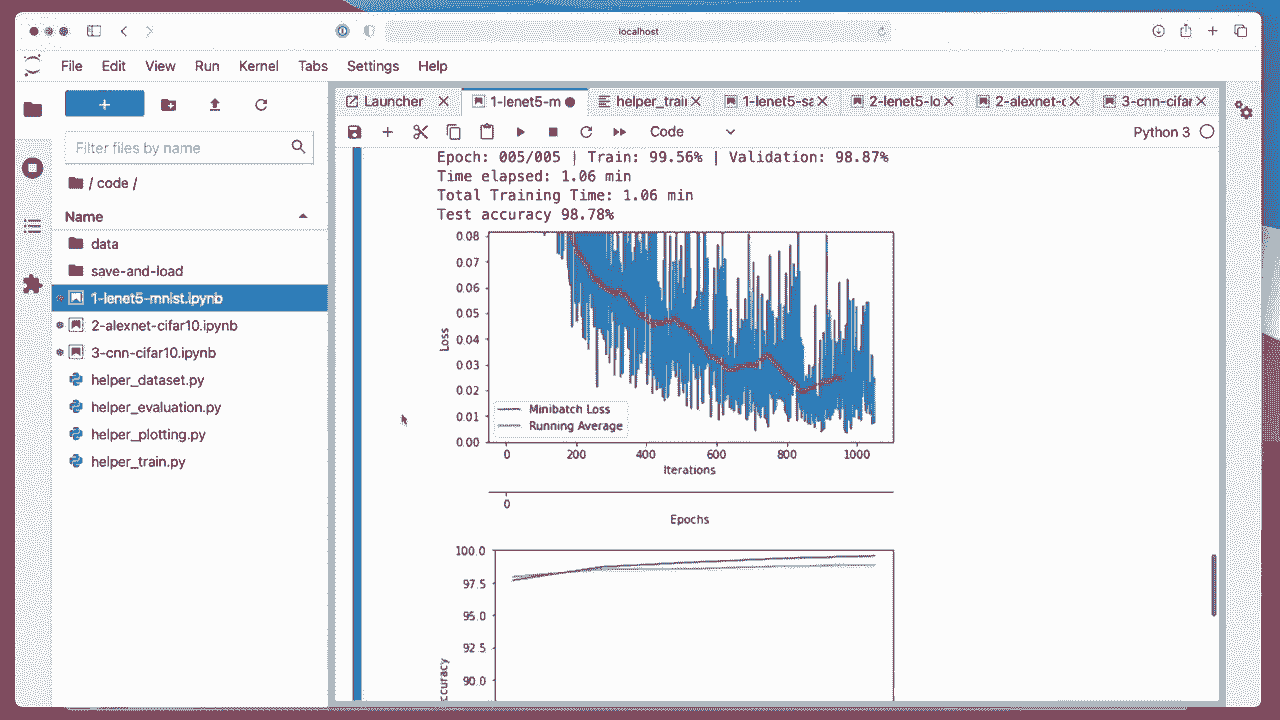 localhost
File Edit View Run Kernel Tabs Settings Help
+
Filter files by name
/ code /
Name
data
save-and-load
1-lenet5-mnist.ipynb
2-alexnet-cifar10.ipynb
3-cnn-cifar10.ipynb
helper_dataset.py
helper_evaluation.py
helper_plotting.py
helper_train.py
Launcher 1-lenet5-m helper_trai 1-lenet5- 2-lenet5- 2-alexnet- 3-cnn-cifar
Code Python 3
Epoch: 005/005 | Train: 99.56% | Validation: 98.87%
Time elapsed: 1.06 min
Total Training Time: 1.06 min
Test accuracy 98.78%
0.08
0.07
0.06
0.05
0.04
0.03
0.02
0.01
0.00
Loss
Minibatch Loss
Running Average
0 200 400 600 800 1000
Iterations
0
Epochs
100.0
97.5
95.0
92.5
90.0
ccuracy